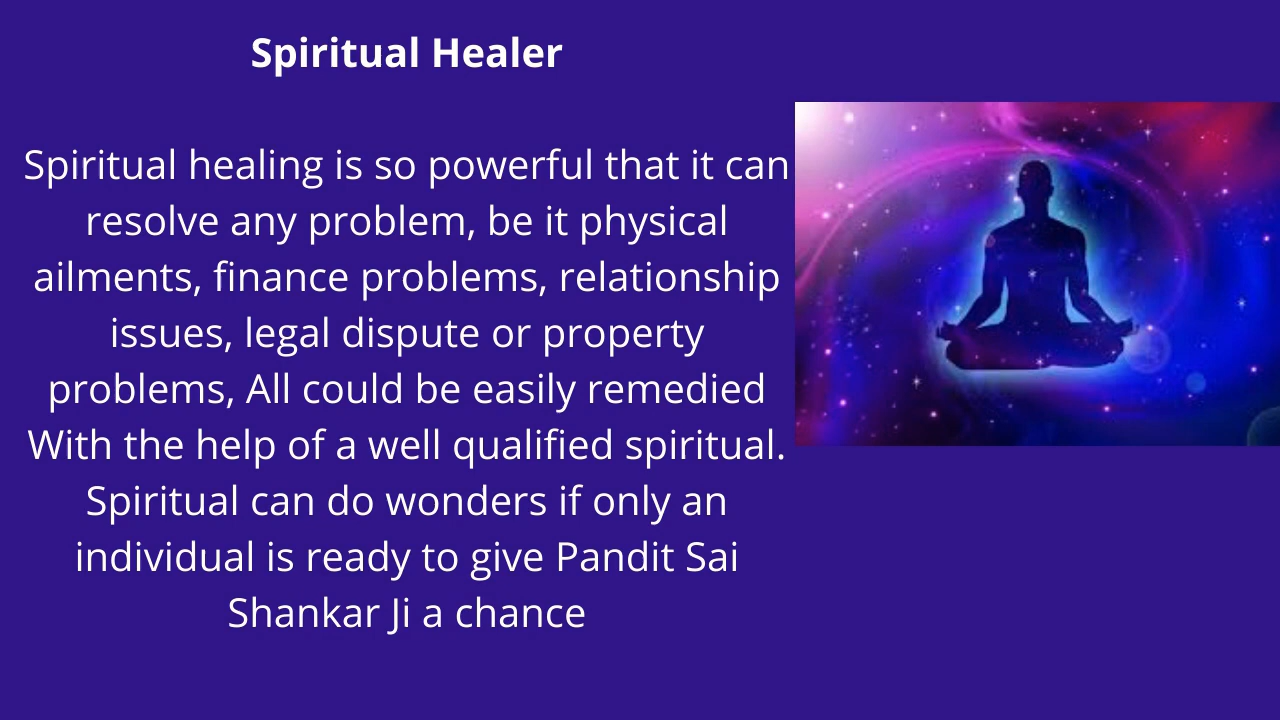 Spiritual Healer
Spiritual healing is so powerful that it can
resolve any problem, be it physical
ailments, finance problems, relationship
issues, legal dispute or property
problems, All could be easily remedied
With the help of a well qualified spiritual.
Spiritual can do wonders if only an
individual is ready to give Pandit Sai
Shankar Ji a chance